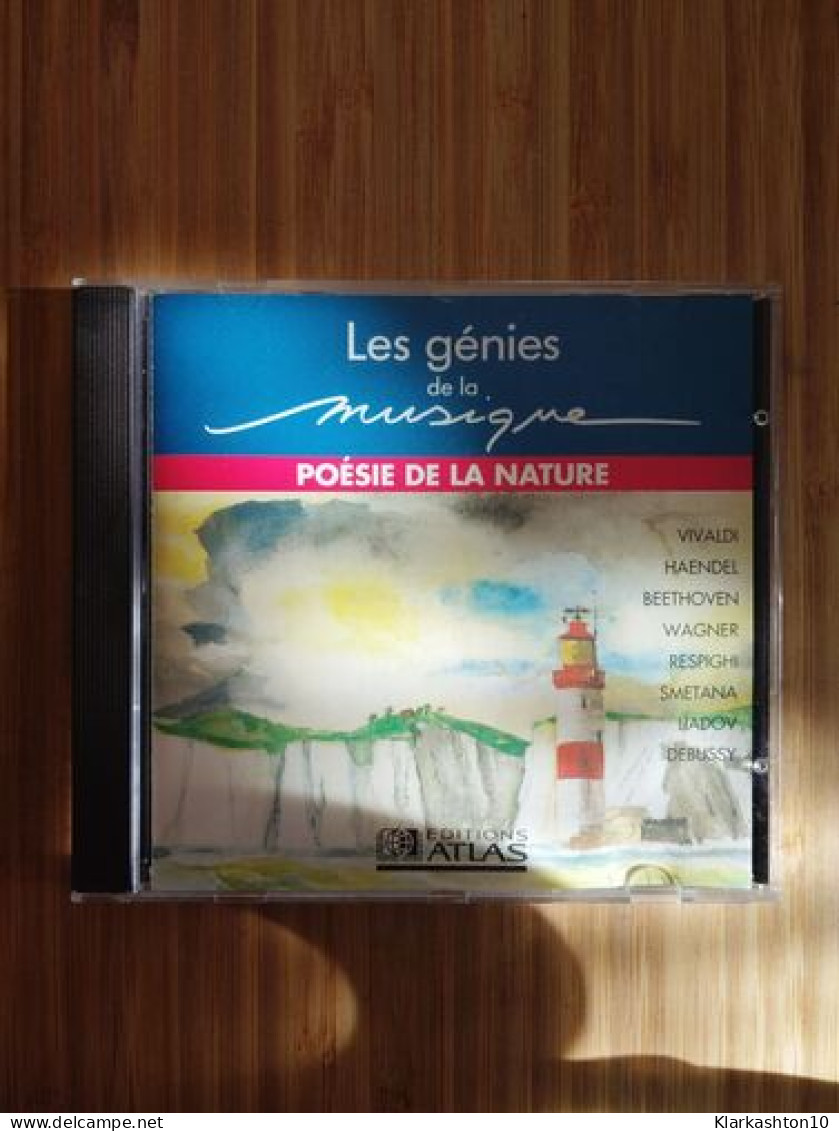 Les génies
de la
musique
POÉSIE DE LA NATURE
VIVALDI
HAENDEL
BEETHOVEN
WAGNER
RESPIGHI
SMETANA
LIADOV
DEBUSSY
EDITIONS
ATLAS
delcampe.net
Klarkashton10